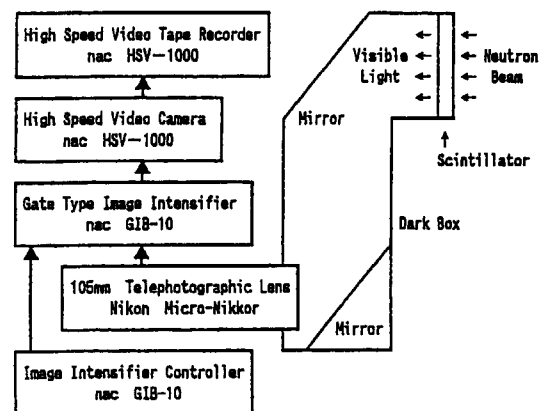 High Speed Video Tape Recorder
nac HSV-1000
High Speed Video Camera
nac HSV-1000
Gate Type Image Intensifier
nac GIB-10
105mm Telephotographic Lens
Nikon Micro-Nikkor
Image Intensifier Controller
nac GIB-10
Visible
Light
Neutron
Beam
Mirror
Scintillator
Dark Box
Mirror